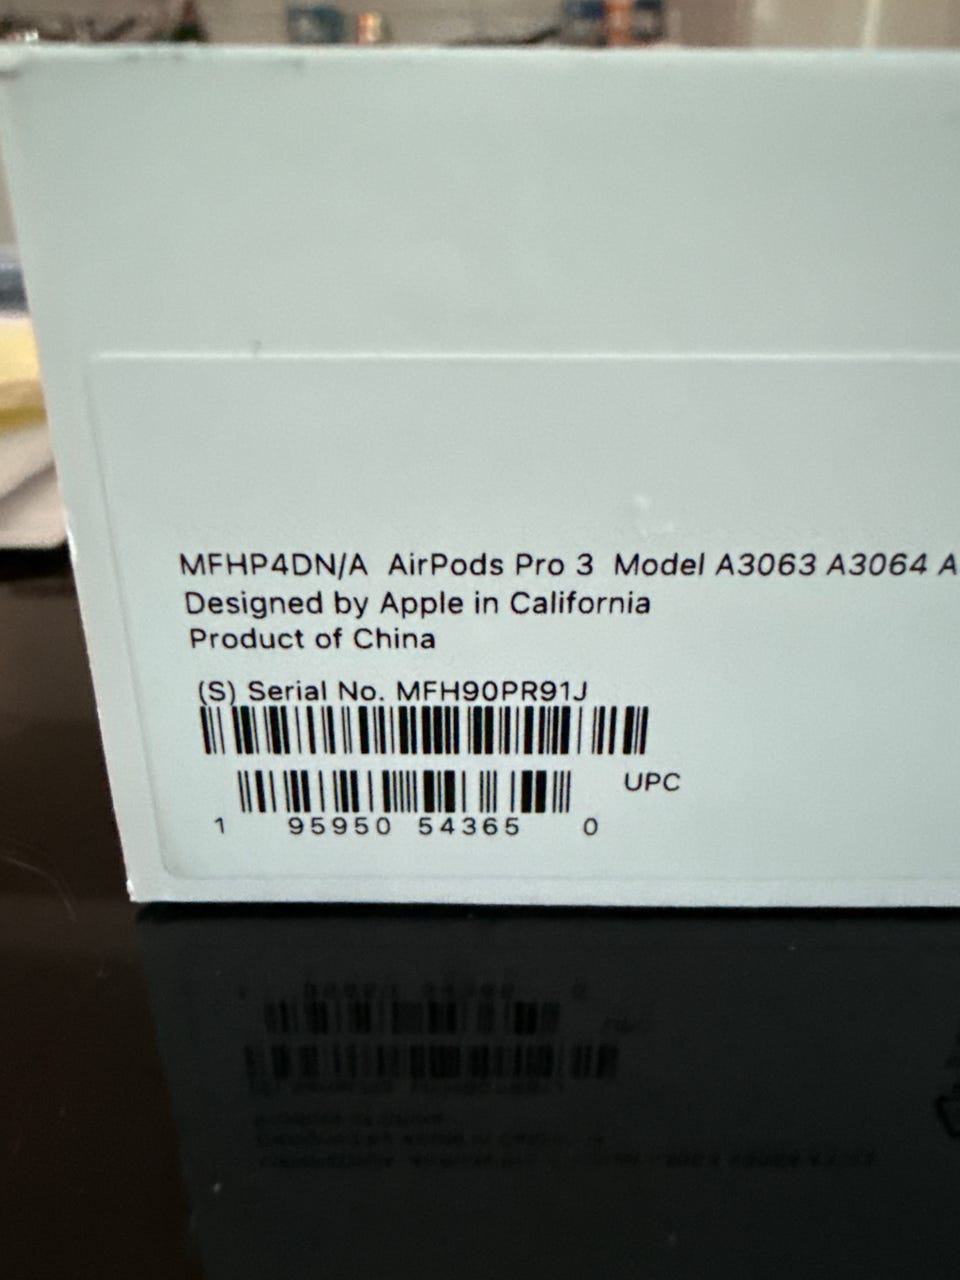 MFHP4DN/A AirPods Pro 3 Model A3063 A3064 A
Designed by Apple in California
Product of China
(S) Serial No. MFH90PR91J
UPC
1 95950 54365 0